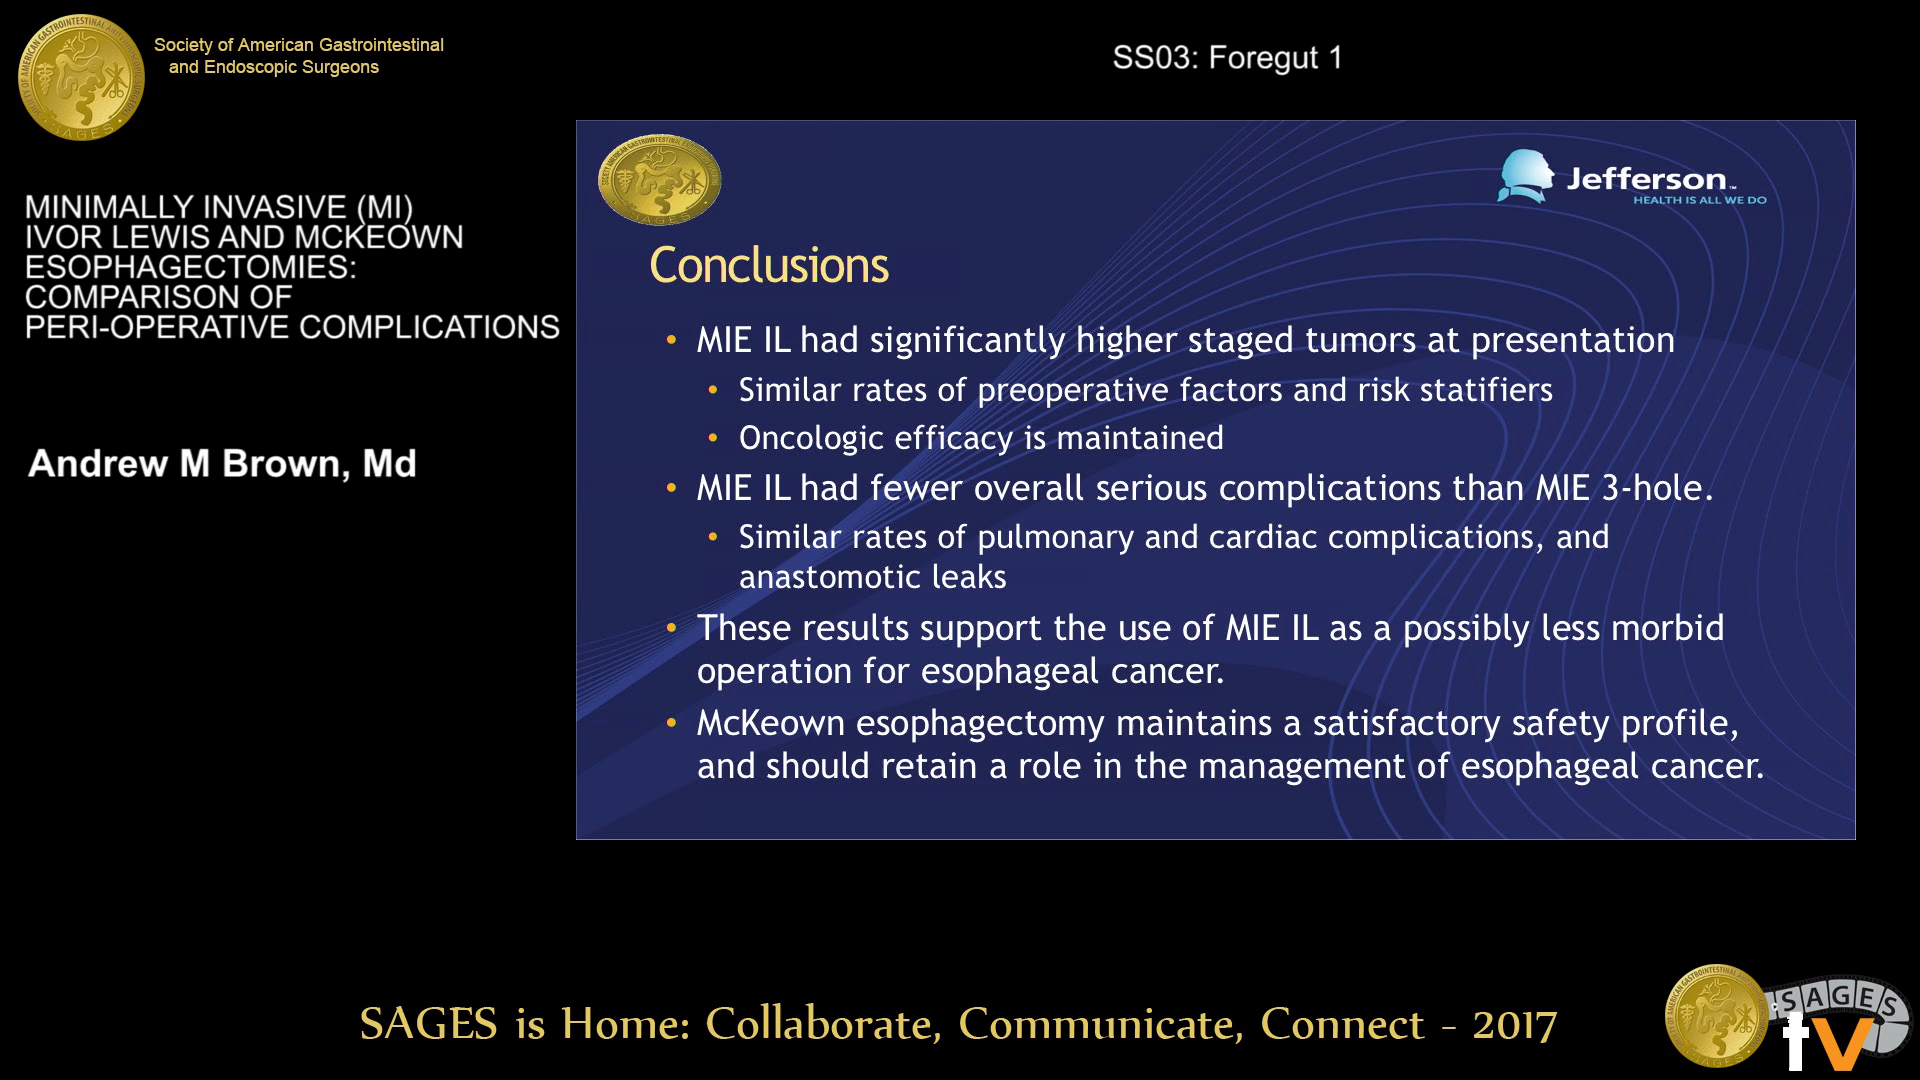 Society of American Gastrointestinal
and Endoscopic Surgeons
SS03: Foregut 1
MINIMALLY INVASIVE (MI)
IVOR LEWIS AND MCKEOWN
ESOPHAGECTOMIES:
COMPARISON OF
PERI-OPERATIVE COMPLICATIONS
Andrew M Brown, Md
Jefferson™
HEALTH IS ALL WE DO
Conclusions
• MIE IL had significantly higher staged tumors at presentation
• Similar rates of preoperative factors and risk statifiers
• Oncologic efficacy is maintained
• MIE IL had fewer overall serious complications than MIE 3-hole.
• Similar rates of pulmonary and cardiac complications, and
anastomotic leaks
• These results support the use of MIE IL as a possibly less morbid
operation for esophageal cancer.
• McKeown esophagectomy maintains a satisfactory safety profile,
and should retain a role in the management of esophageal cancer.
SAGES is Home: Collaborate, Communicate, Connect - 2017
SAGES
tv